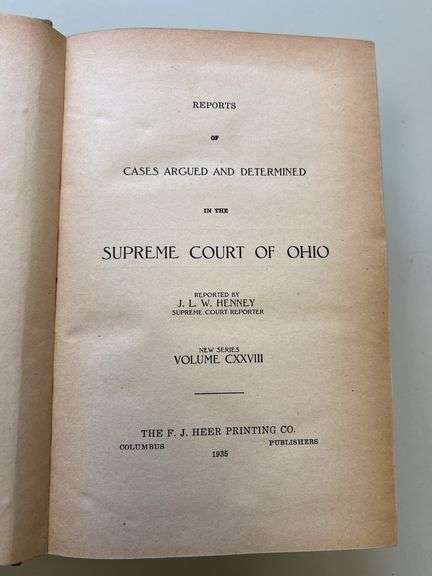 REPORTS
OF
CASES ARGUED AND DETERMINED
IN THE
SUPREME COURT OF OHIO
REPORTED BY
J. L. W. HENNEY
SUPREME COURT REPORTER
NEW SERIES
VOLUME CXXVIII
THE F. J. HEER PRINTING CO.
COLUMBUS PUBLISHERS
1935